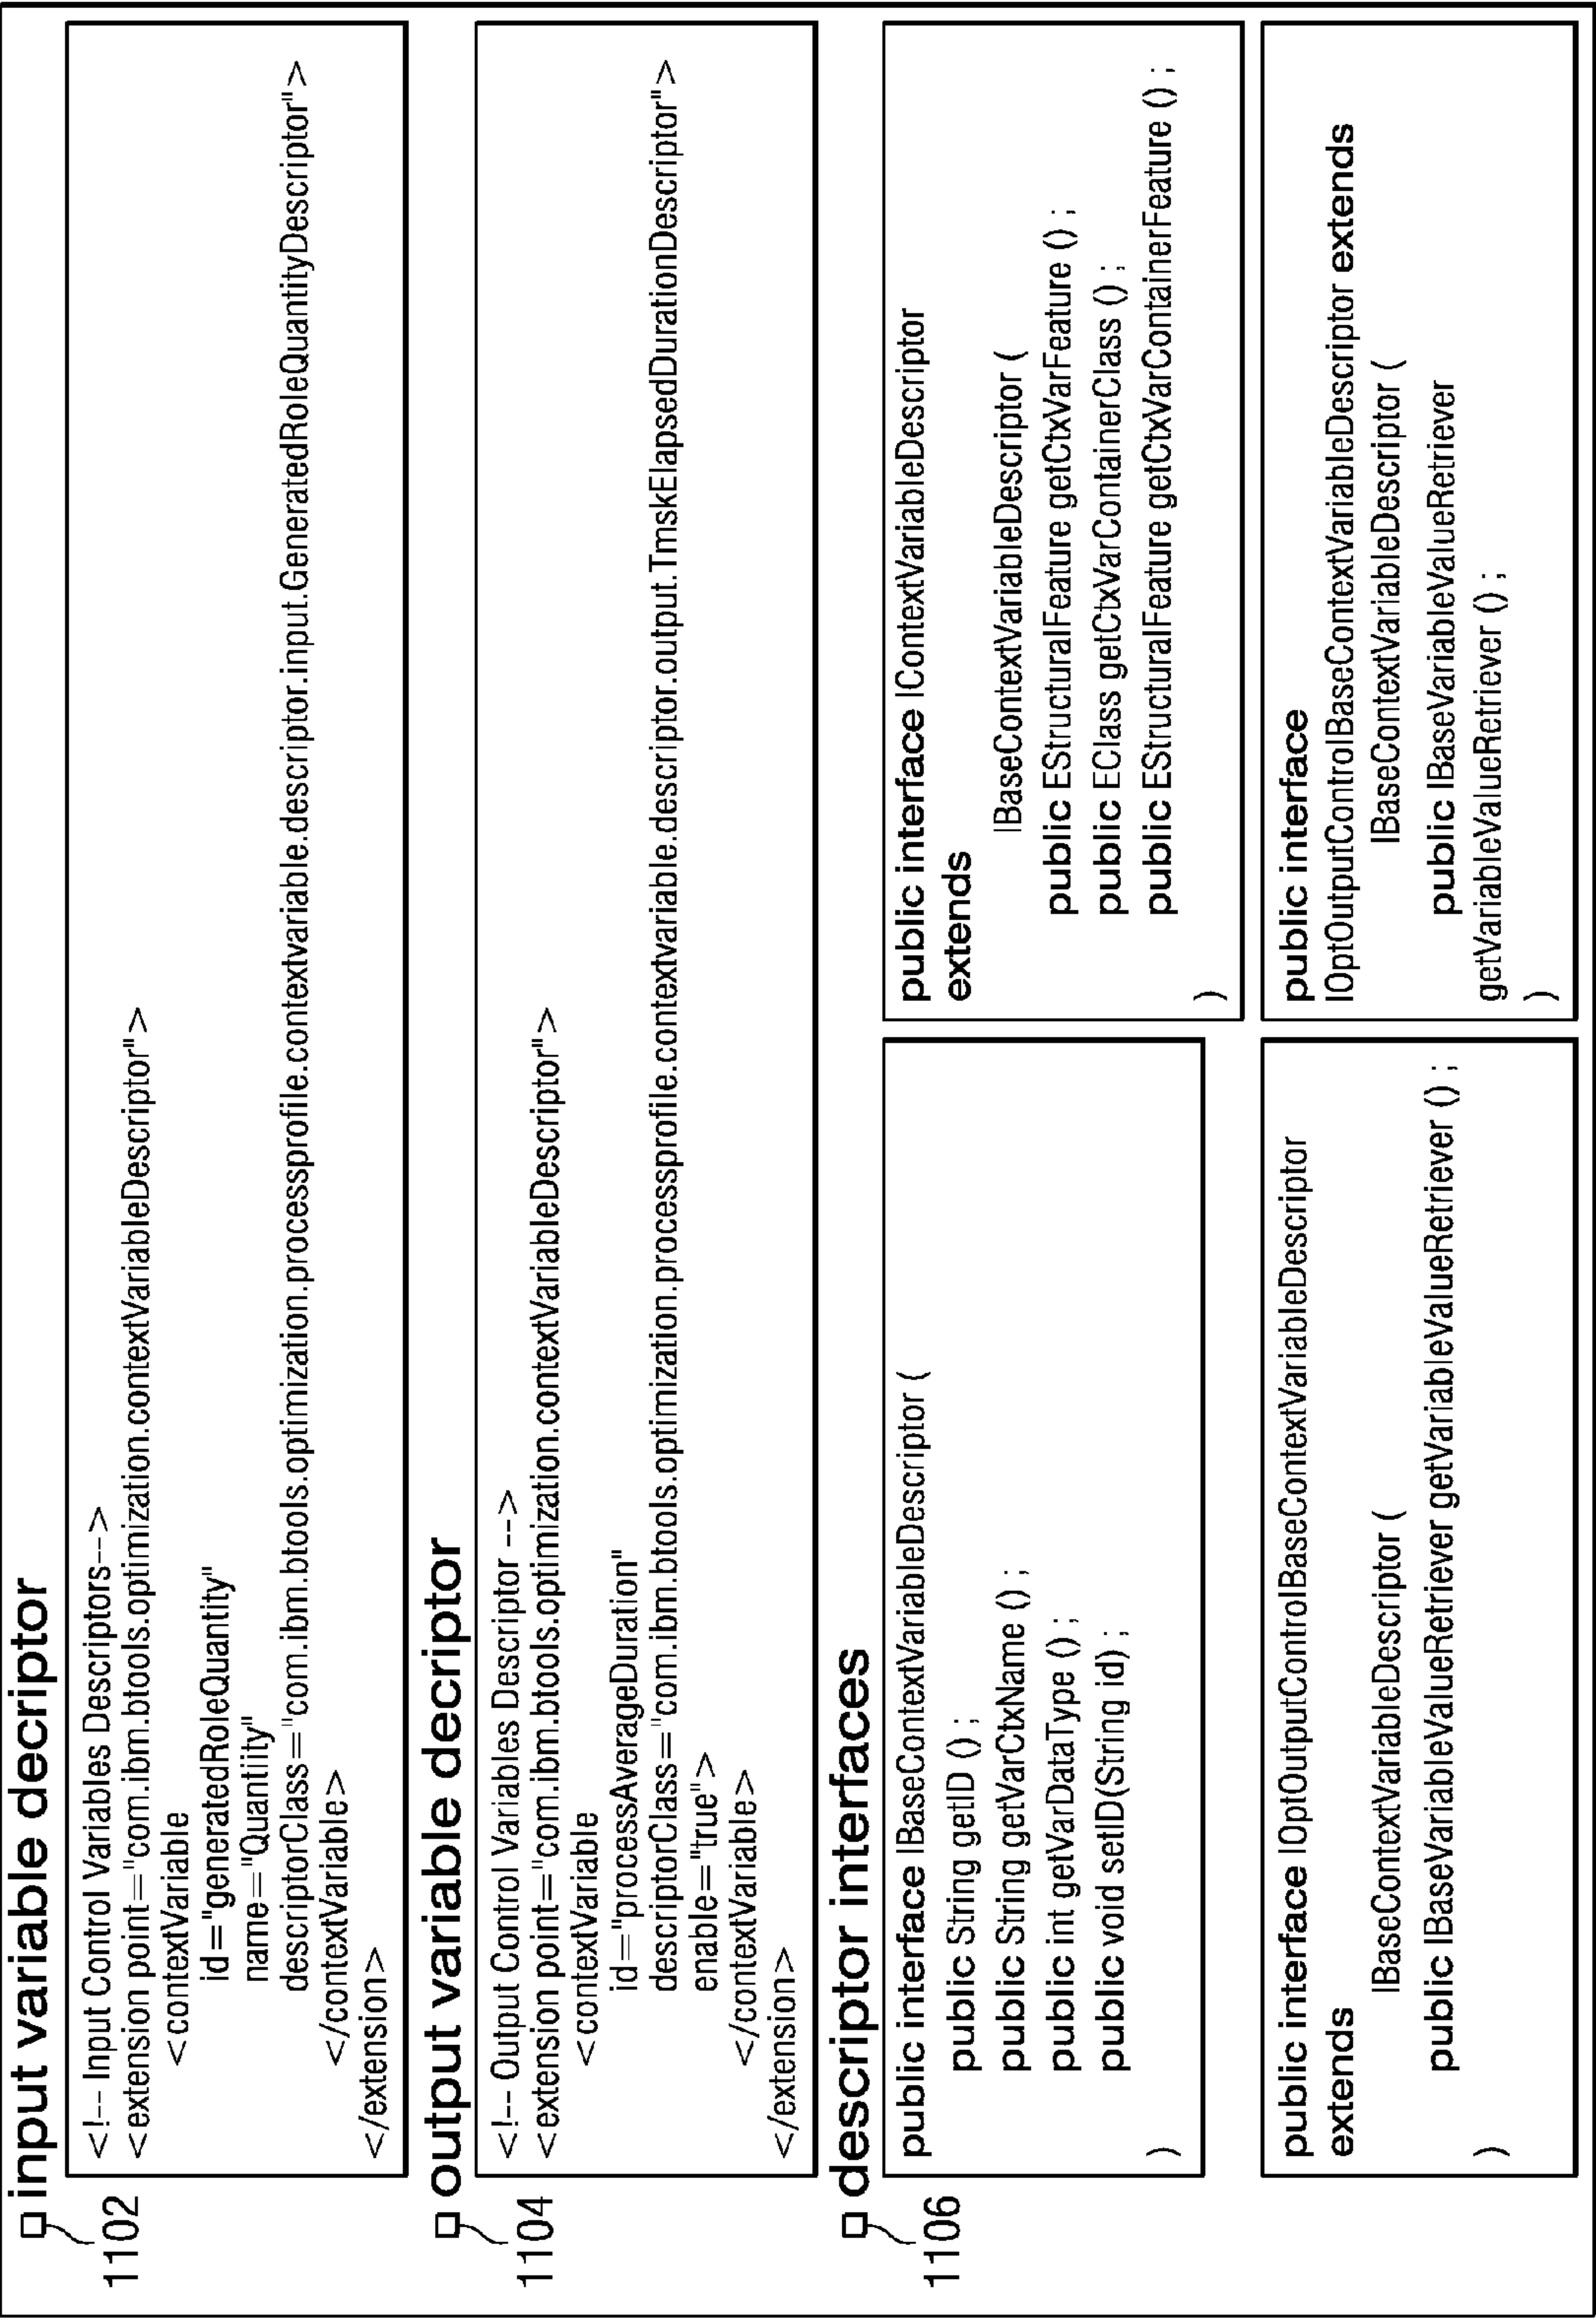 input variable decriptor
1102
<!-- Input Control Variables Descriptors-->
<extension point="com.ibm.btools.optimization.contextVariableDescriptor">
<contextVariable
id="generatedRoleQuantity"
name="Quantiity"
descriptorClass="com.ibm.btools.optimization.processprofile.contextvariable.descriptor.input.GeneratedRoleQuantityDescriptor">
</contextVariable>
</extension>
output variable decriptor
1104
<!-- Output Control Variables Descriptor -->
<extension point="com.ibm.btools.optimization.contextVariableDescriptor">
<contextVariable
id="processAverageDuration"
descriptorClass="com.ibm.btools.optimization.processprofile.contextvariable.descriptor.output.TmskElapsedDurationDescriptor">
enable="true">
</contextVariable>
</extension>
descriptor interfaces
1106
public interface IBaseContextVariableDescriptor (
public String getID () ;
public String getVarCtxName () ;
public int getVarDataType () ;
public void setID(String id) ;
)
public interface IContextVariableDescriptor
extends
IBaseContextVariableDescriptor (
public EStructuralFeature getCtxVarFeature () ;
public EClass getCtxVarContainerClass () ;
public EStructuralFeature getCtxVarContainerFeature () ;
)
public interface IOptOutputControlBaseContextVariableDescriptor
extends
IBaseContextVariableDescriptor (
public IBaseVariableValueRetriever getVariableValueRetriever () ;
)
public interface
IOptOutputControlBaseContextVariableDescriptor extends
IBaseContextVariableDescriptor (
public IBaseVariableValueRetriever
getVariableValueRetriever () ;
)